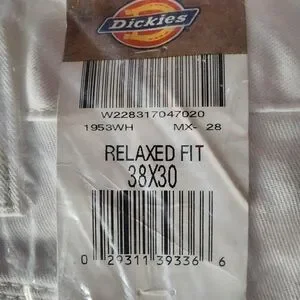 Dickies
W228317047020
1953WH MX- 28
RELAXED FIT
38X30
0 29311 39336 6